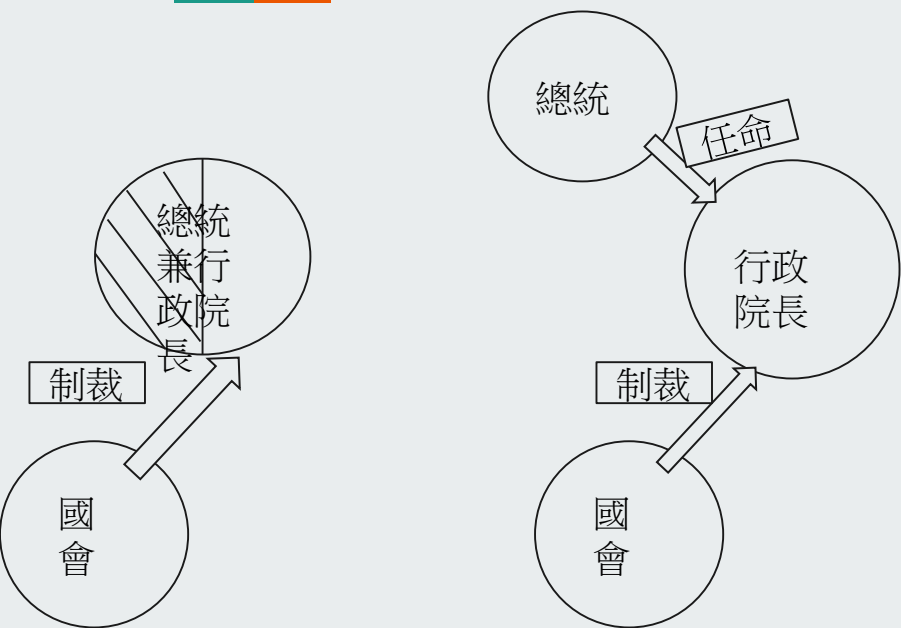 總統
兼行
政院
長
制裁
國
會
總統
任命
行政
院長
制裁
國
會